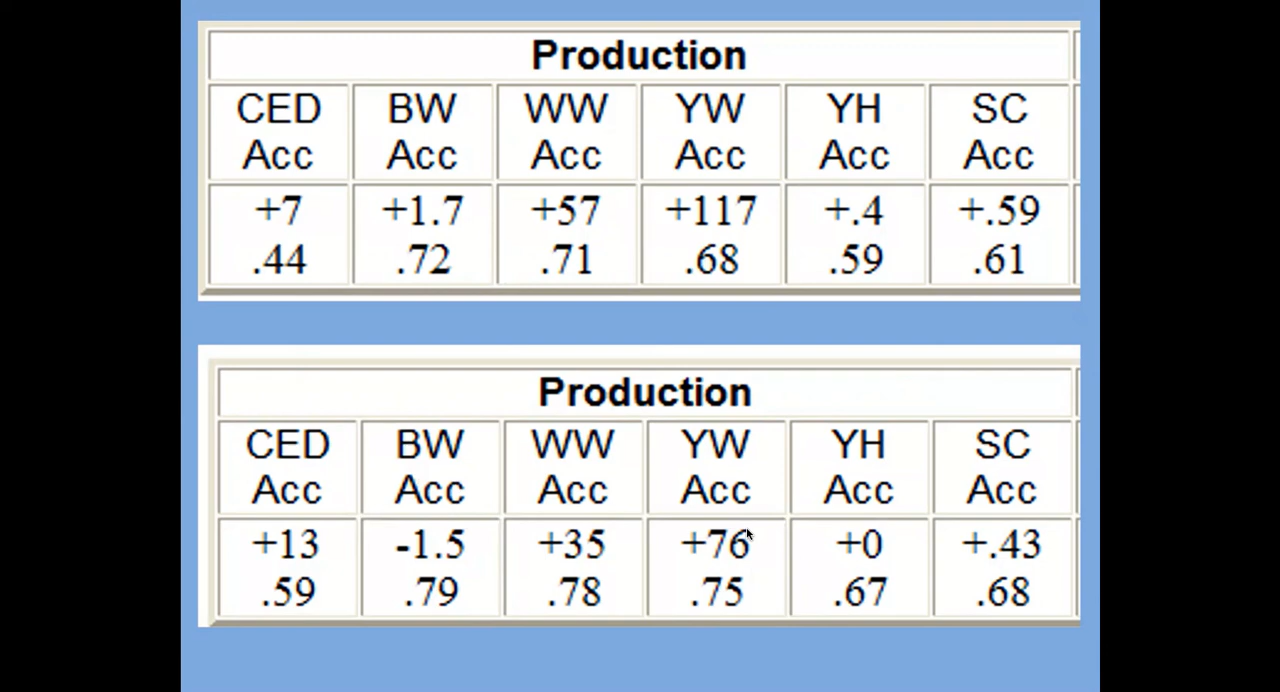 Production
CED BW WW YW YH SC
Acc Acc Acc Acc Acc Acc
+7 +1.7 +57 +117 +.4 +.59
.44 .72 .71 .68 .59 .61
Production
CED BW WW YW YH SC
Acc Acc Acc Acc Acc Acc
+13 -1.5 +35 +76 +0 +.43
.59 .79 .78 .75 .67 .68